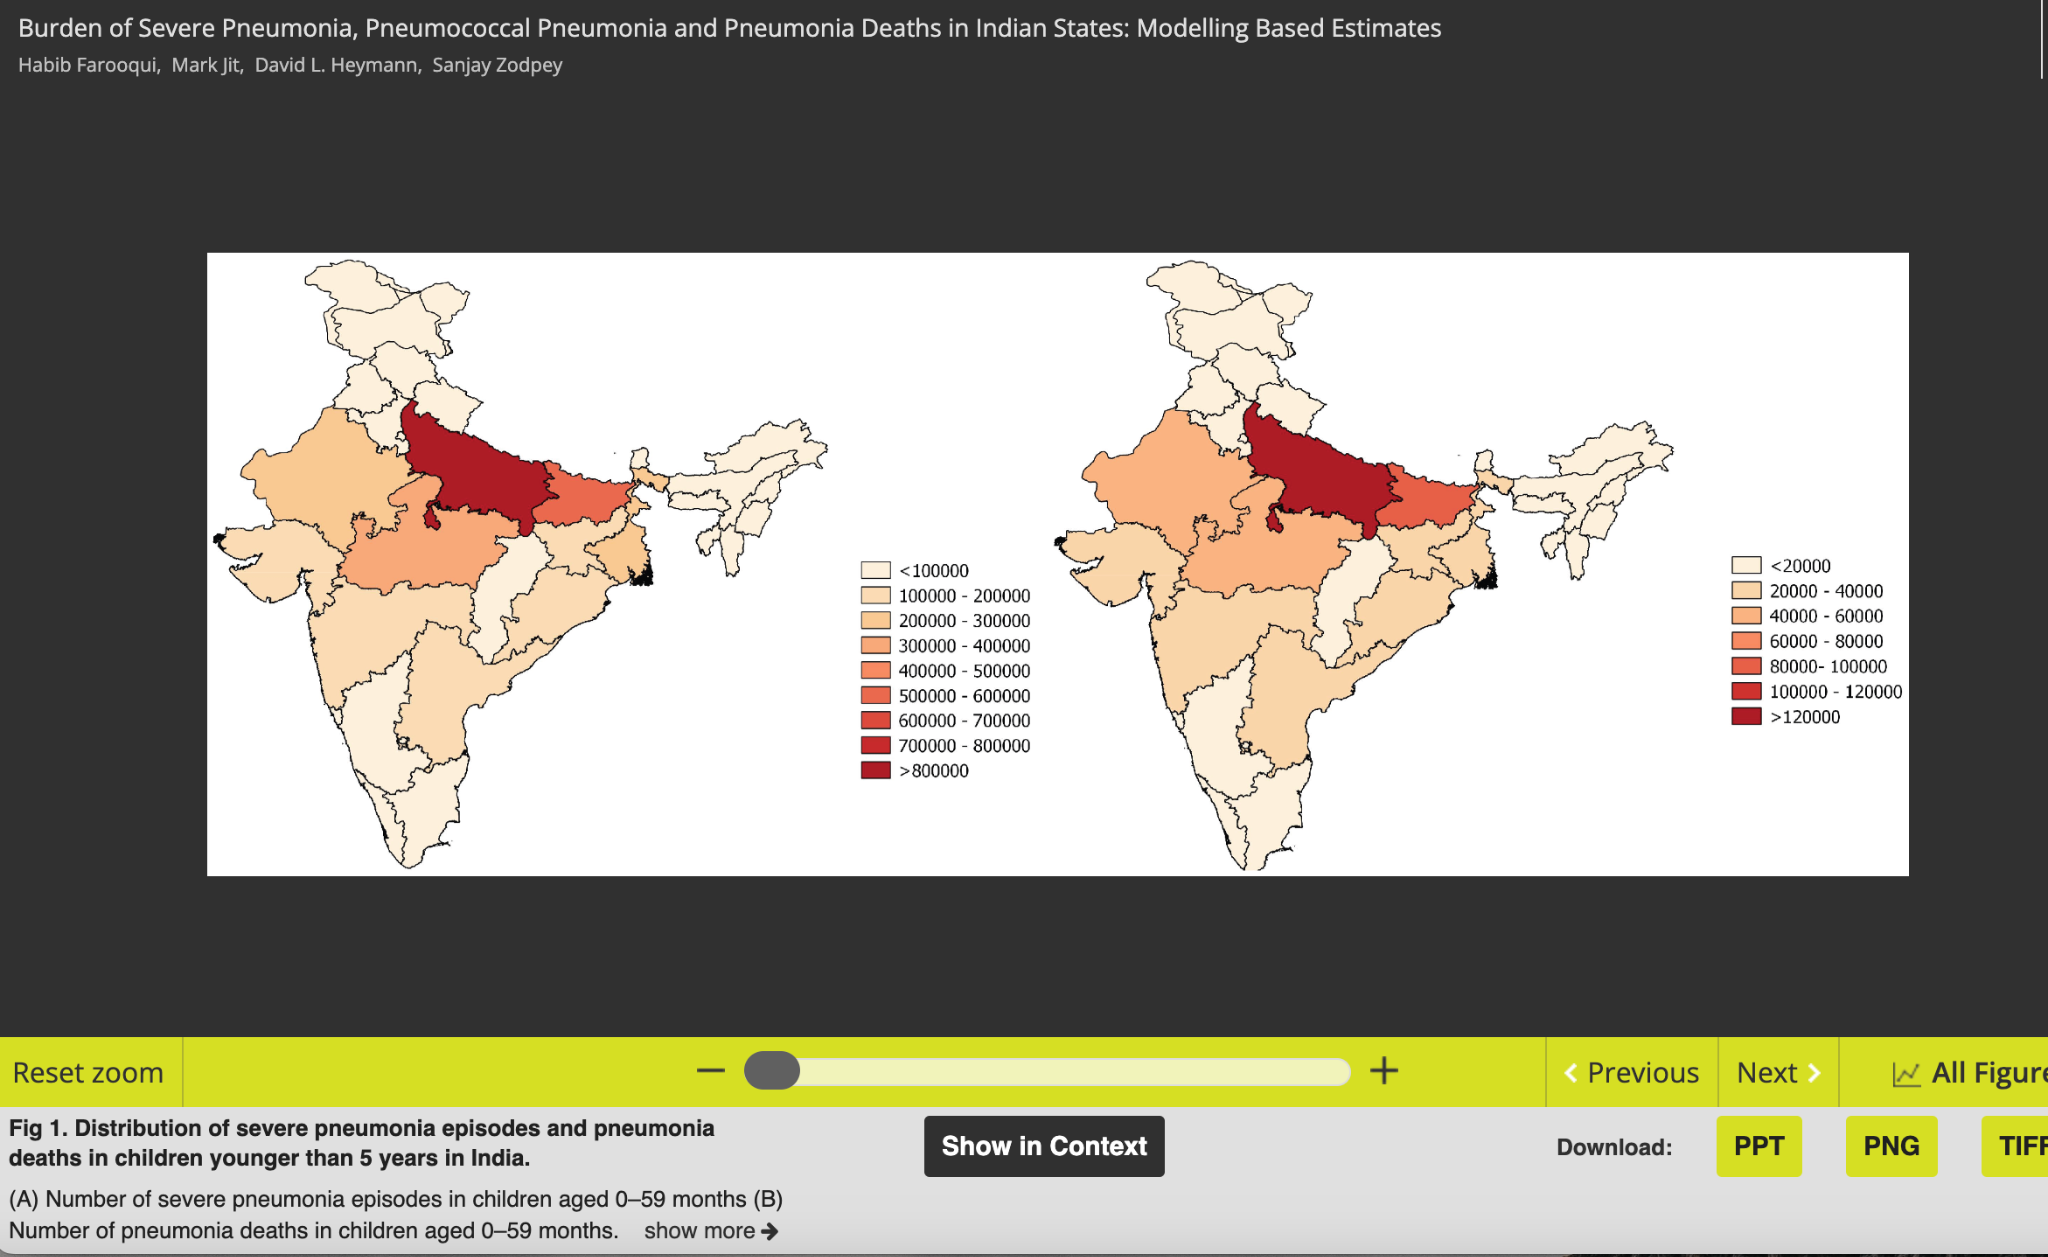 Burden of Severe Pneumonia, Pneumococcal Pneumonia and Pneumonia Deaths in Indian States: Modelling Based Estimates
Habib Farooqui, Mark Jit, David L. Heymann, Sanjay Zodpey
<100000
100000 - 200000
200000 - 300000
300000 - 400000
400000 - 500000
500000 - 600000
600000 - 700000
700000 - 800000
>800000
<20000
20000 - 40000
40000 - 60000
60000 - 80000
80000- 100000
100000 - 120000
>120000
Reset zoom
Previous
Next
All Figure
Fig 1. Distribution of severe pneumonia episodes and pneumonia
deaths in children younger than 5 years in India.
(A) Number of severe pneumonia episodes in children aged 0–59 months (B)
Number of pneumonia deaths in children aged 0–59 months. show more
Show in Context
Download: PPT PNG TIFF